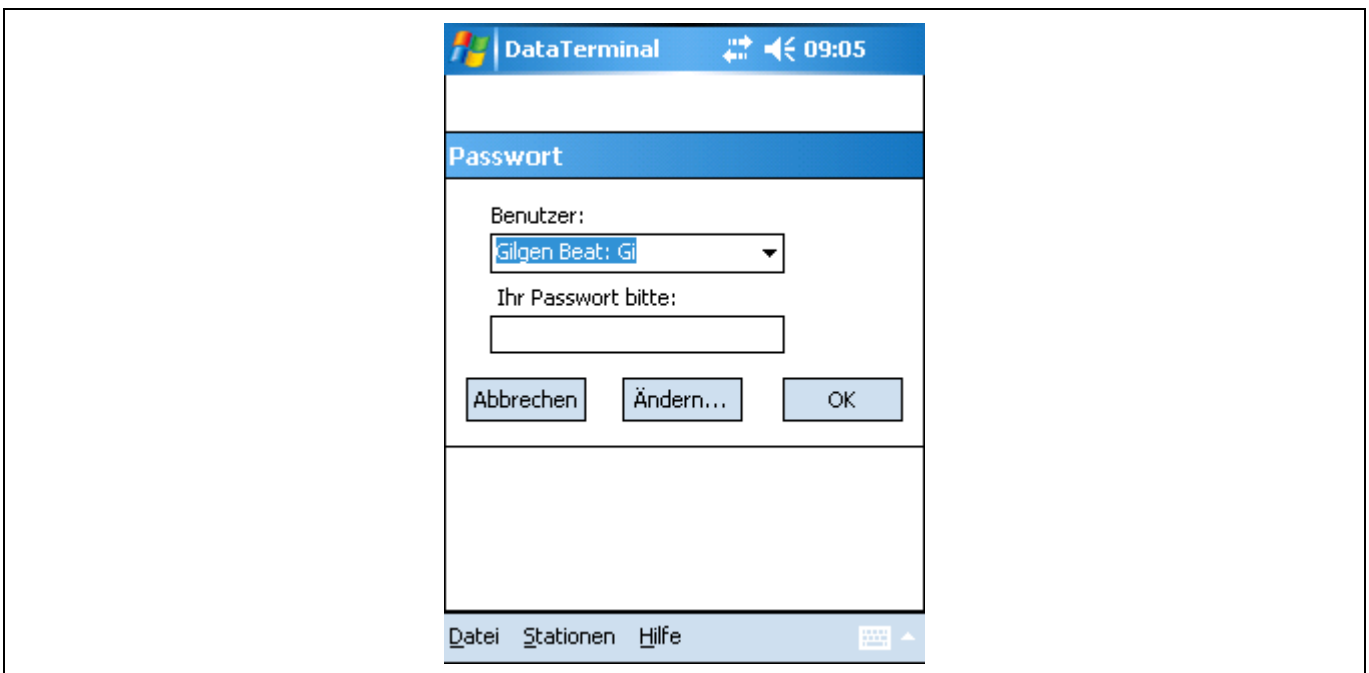 DataTerminal 09:05
Passwort
Benutzer:
Gilgen Beat: Gi
Ihr Passwort bitte:
Abbrechen Ändern... OK
Datei Stationen Hilfe